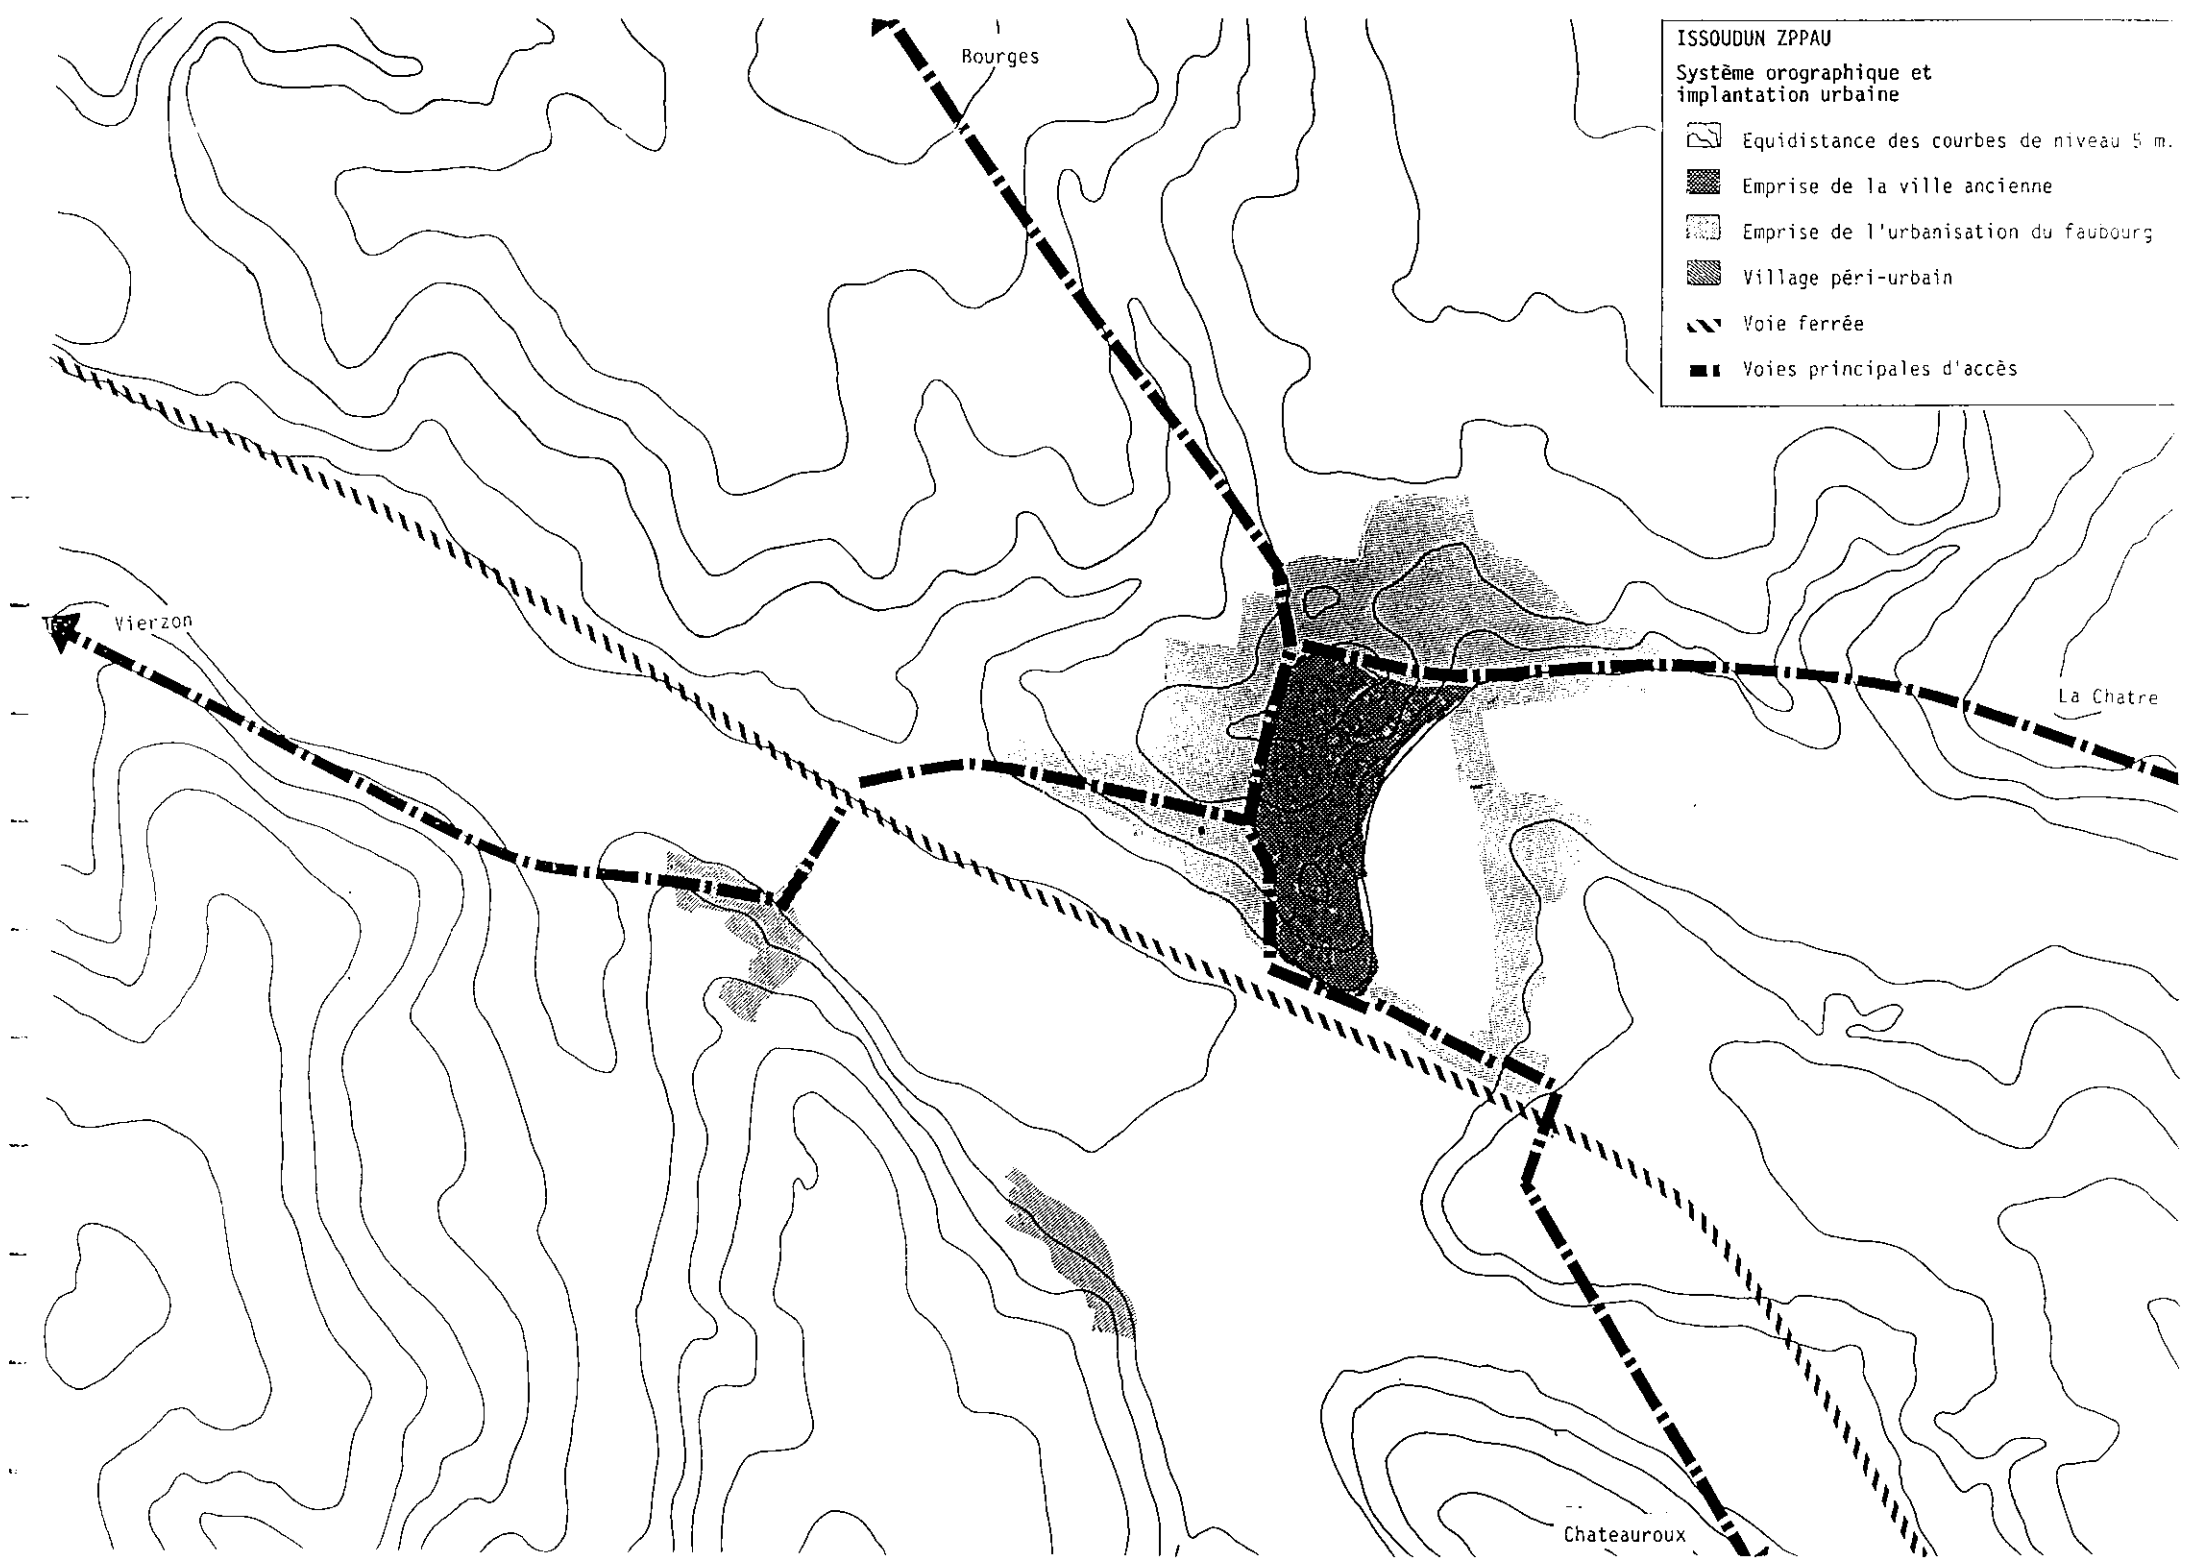 Bourges
ISSOUDUN ZPPAU
Système orographique et
implantation urbaine
Equidistance des courbes de niveau 5 m.
Emprise de la ville ancienne
Emprise de l'urbanisation du faubourg
Village péri-urbain
Voie ferrée
Voies principales d'accès
Vierzon
La Chatre
Chateauroux